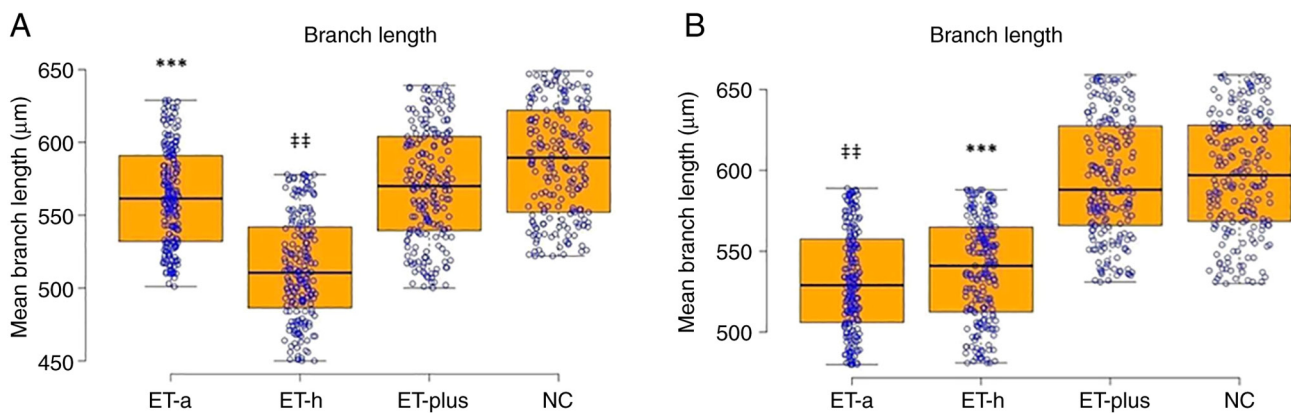 A
Branch length
Mean branch length (μm)
650
600
550
500
450
***
‡‡
ET-a
ET-h
ET-plus
NC
B
Branch length
Mean branch length (μm)
650
600
550
500
‡‡
***
ET-a
ET-h
ET-plus
NC